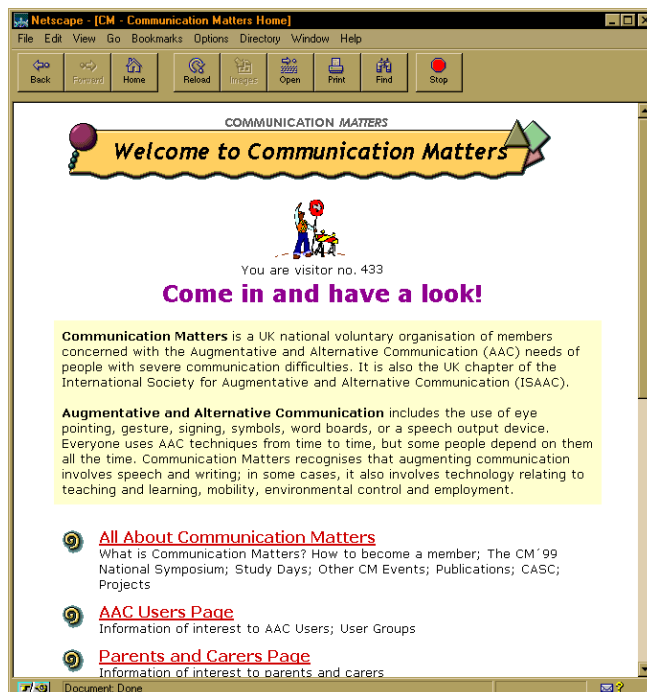 Netscape - [CM - Communication Matters Home]
File Edit View Go Bookmarks Options Directory Window Help
Back Forward Home Reload Images Open Print Find Stop
COMMUNICATION MATTERS
Welcome to Communication Matters
You are visitor no. 433
Come in and have a look!
Communication Matters is a UK national voluntary organisation of members
concerned with the Augmentative and Alternative Communication (AAC) needs of
people with severe communication difficulties. It is also the UK chapter of the
International Society for Augmentative and Alternative Communication (ISAAC).
Augmentative and Alternative Communication includes the use of eye
pointing, gesture, signing, symbols, word boards, or a speech output device.
Everyone uses AAC techniques from time to time, but some people depend on them
all the time. Communication Matters recognises that augmenting communication
involves speech and writing; in some cases, it also involves technology relating to
teaching and learning, mobility, environmental control and employment.
All About Communication Matters
What is Communication Matters? How to become a member; The CM´99
National Symposium; Study Days; Other CM Events; Publications; CASC;
Projects
AAC Users Page
Information of interest to AAC Users; User Groups
Parents and Carers Page
Information of interest to parents and carers
Document: Done